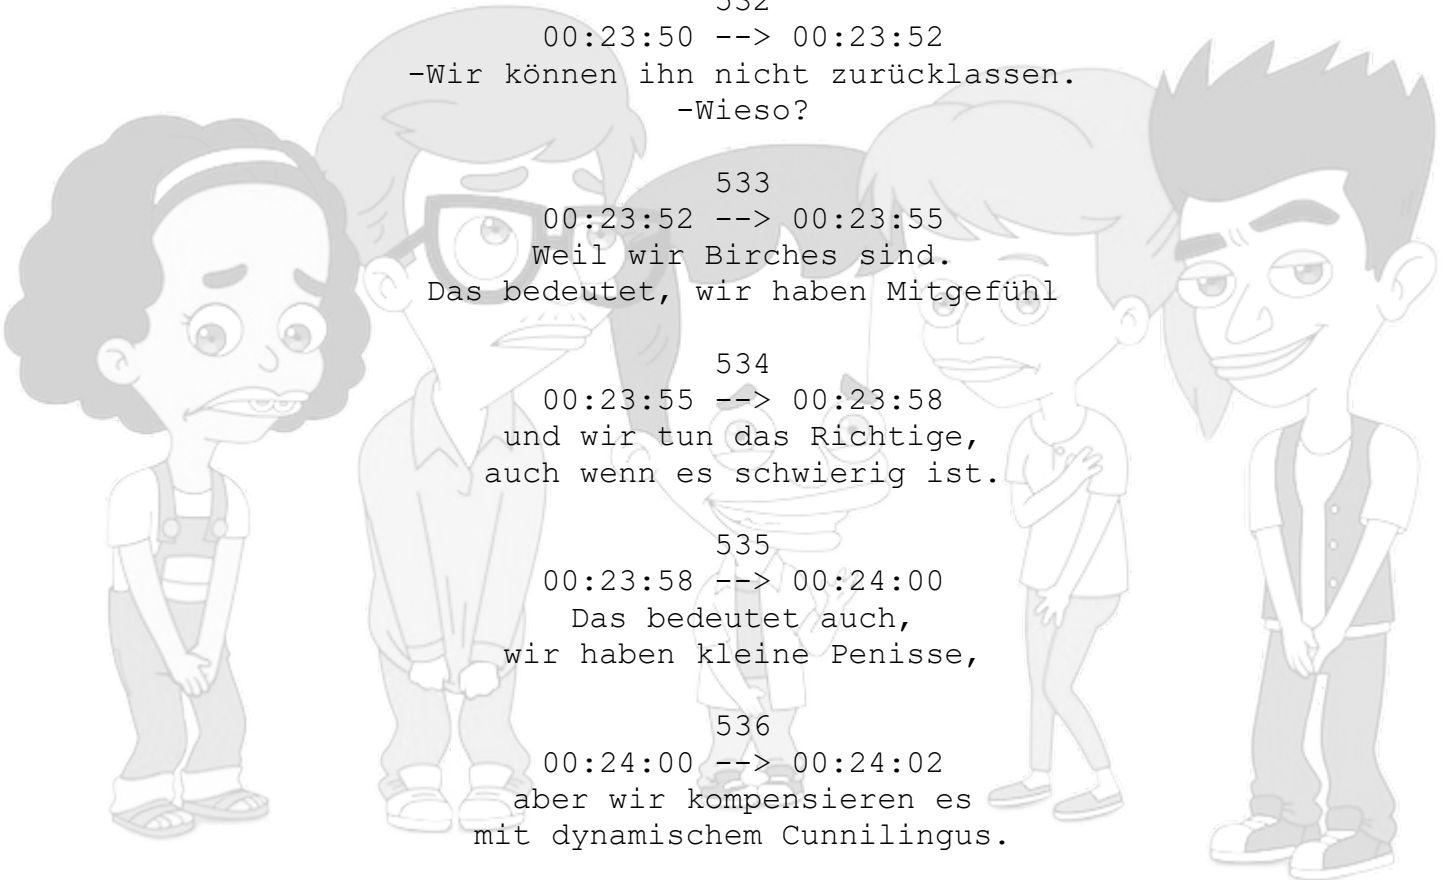 532
00:23:50 --> 00:23:52
-Wir können ihn nicht zurücklassen.
-Wieso?
533
00:23:52 --> 00:23:55
Weil wir Birches sind.
Das bedeutet, wir haben Mitgefühl
534
00:23:55 --> 00:23:58
und wir tun das Richtige,
auch wenn es schwierig ist.
535
00:23:58 --> 00:24:00
Das bedeutet auch,
wir haben kleine Penisse,
536
00:24:00 --> 00:24:02
aber wir kompensieren es
mit dynamischem Cunnilingus.